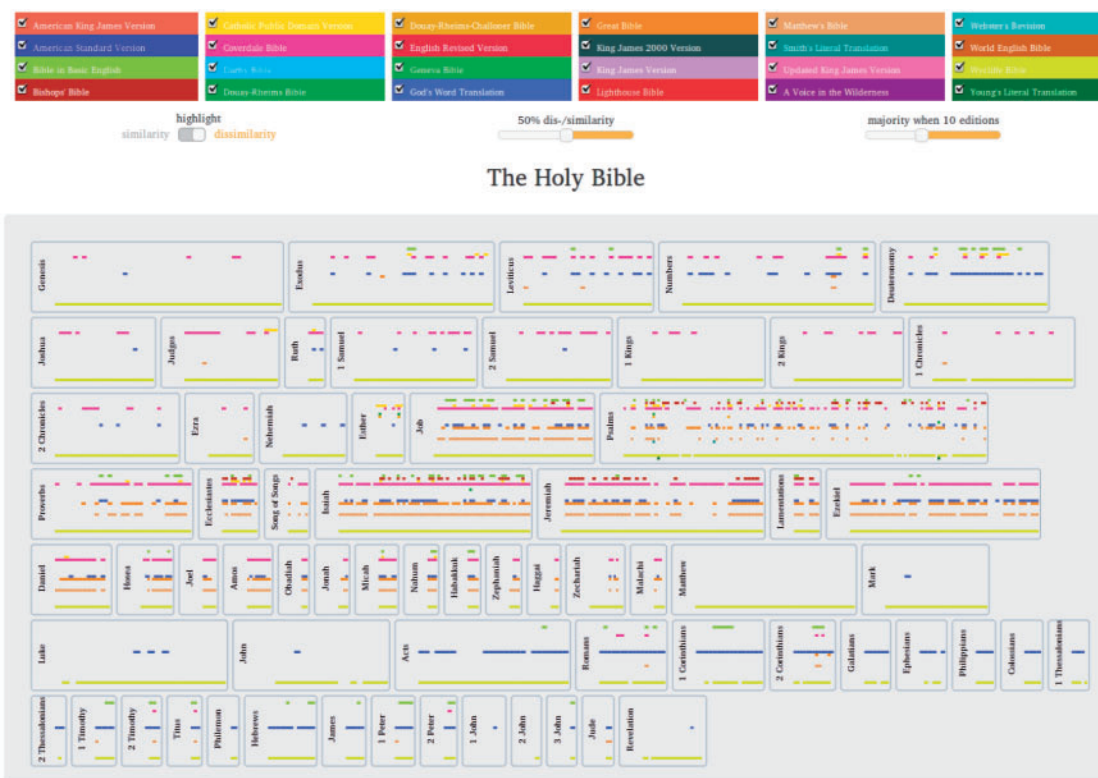 American King James Version Catholic Public Domain Version Douay-Rheims-Challoner Bible Great Bible Matthew's Bible Webster's Revision
American Standard Version Coverdale Bible English Revised Version King James 2000 Version Smith's Literal Translation World English Bible
Bible in Basic English Darby Bible Geneva Bible King James Version Updated King James Version Wycliffe Bible
Bishops' Bible Douay-Rheims Bible God's Word Translation Lighthouse Bible A Voice in the Wilderness Young's Literal Translation
highlight
similarity dissimilarity
50% dis-/similarity
majority when 10 editions
The Holy Bible
Genesis Exodus Leviticus Numbers Deuteronomy
Joshua Judges Ruth 1 Samuel 2 Samuel 1 Kings 2 Kings 1 Chronicles
2 Chronicles Ezra Nehemiah Esther Job Psalms
Proverbs Ecclesiastes Song of Songs Isaiah Jeremiah Lamentations Ezekiel
Daniel Hosea Joel Amos Obadiah Jonah Micah Nahum Habakkuk Zephaniah Haggai Zechariah Malachi Matthew Mark
Luke John Acts Romans 1 Corinthians 2 Corinthians Galatians Ephesians Philippians Colonians 1 Thessalonians
2 Thessalonians 1 Timothy 2 Timothy Titus Philemon Hebrews James 1 Peter 2 Peter 1 John 2 John 3 John Jude Revelation